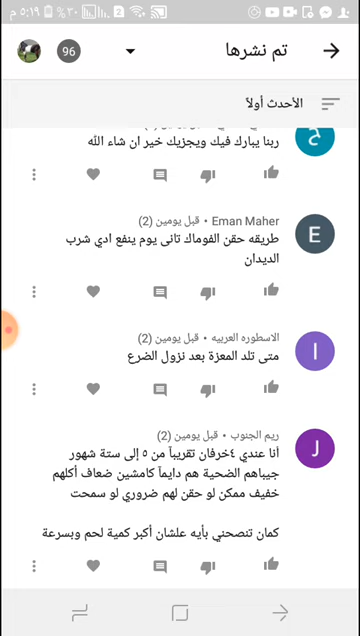 ٥:١٩ م
٣٠%
تم نشرها
96
الأحدث أولاً
ربنا يبارك فيك ويجزيك خير ان شاء الله
Eman Maher • قبل يومين (2)
E
طريقه حقن الفوماك تانى يوم ينفع ادي شرب
الديدان
الاسطوره العربيه • قبل يومين (2)
ا
متى تلد المعزة بعد نزول الضرع
ريم الجنوب • قبل يومين (2)
أنا عندي ٤خرفان تقريباً من ٥ إلى ستة شهور
جيباهم الضحية هم دايماً كامشين ضعاف أكلهم
خفيف ممكن لو حقن لهم ضروري لو سمحت
كمان تنصحني بأيه علشان أكبر كمية لحم وبسرعة